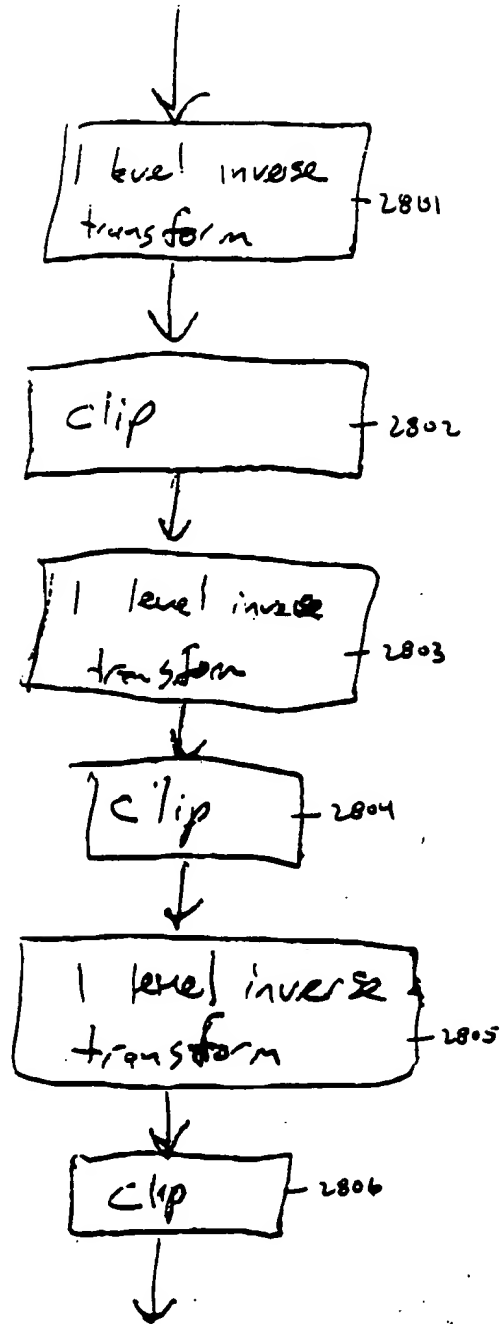 1 level inverse
transform
2801
clip
2802
1 level inverse
transform
2803
clip
2804
1 level inverse
transform
2805
clip
2806